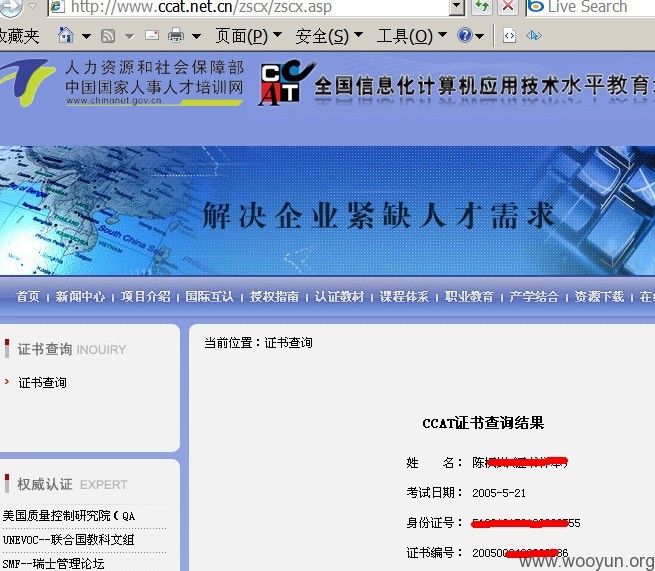 http://www.ccat.net.cn/zscx/zscx.asp
Live Search
收藏夹
页面(P)
安全(S)
工具(O)
人力资源和社会保障部
中国国家人事人才培训网
www.chinanet.gov.cn
CCAT
全国信息化计算机应用技术水平教育
South China Sea
解决企业紧缺人才需求
首页 | 新闻中心 | 项目介绍 | 国际互认 | 授权指南 | 认证教材 | 课程体系 | 职业教育 | 产学结合 | 资源下载 | 在
证书查询 INQUIRY
证书查询
当前位置：证书查询
CCAT证书查询结果
姓 名： 陈
考试日期： 2005-5-21
身份证号： 55
证书编号： 200500 86
权威认证 EXPERT
美国质量控制研究院（QA
UNEVOC--联合国教科文组
SMF--瑞士管理论坛
www.wooyun.org